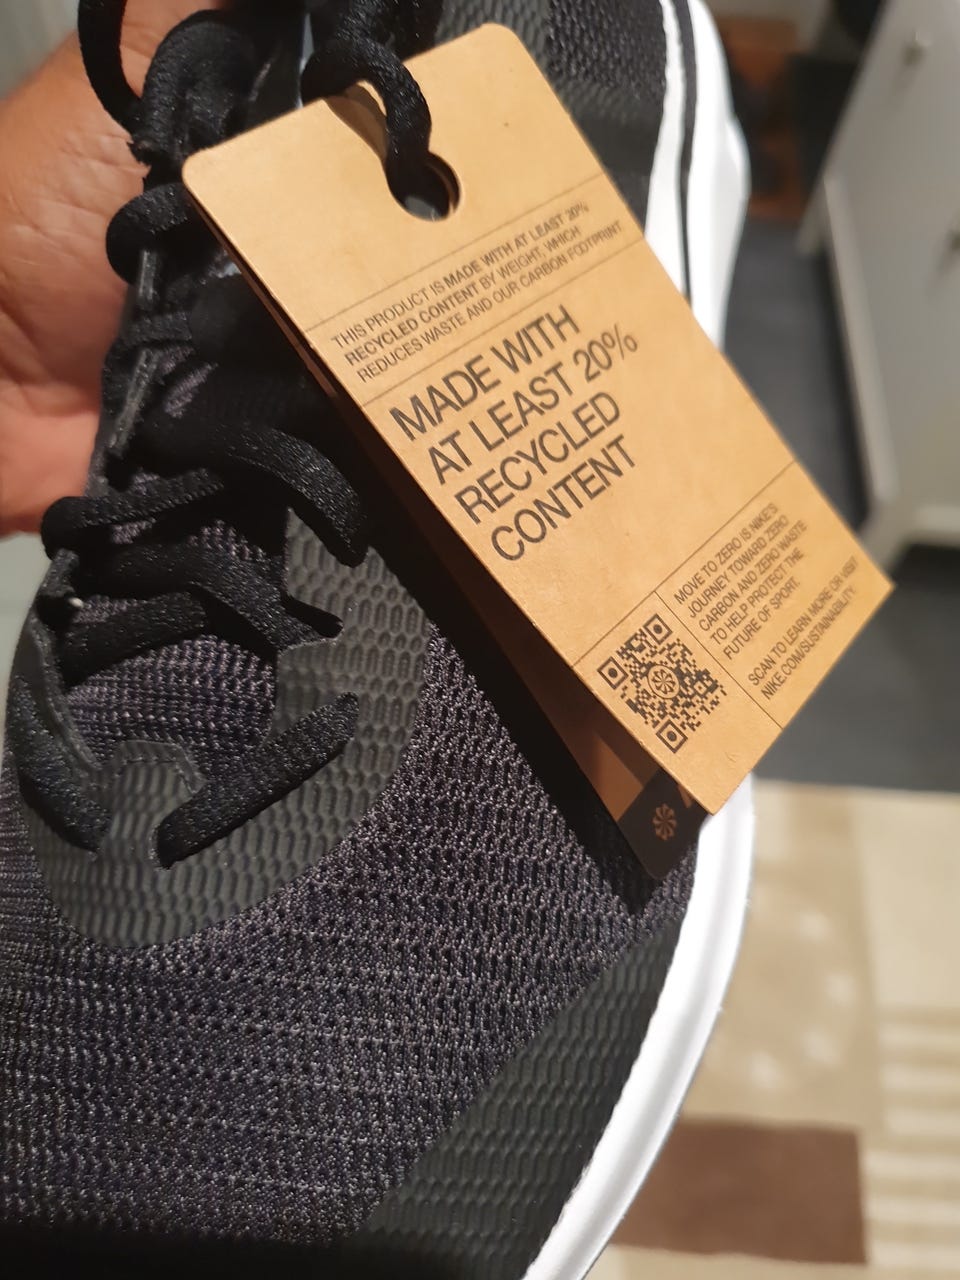 THIS PRODUCT IS MADE WITH AT LEAST 20%
RECYCLED CONTENT BY WEIGHT, WHICH
REDUCES WASTE AND OUR CARBON FOOTPRINT
MADE WITH
AT LEAST 20%
RECYCLED
CONTENT
MOVE TO ZERO IS NIKE'S
JOURNEY TOWARD ZERO
CARBON AND ZERO WASTE
TO HELP PROTECT THE
FUTURE OF SPORT.
SCAN TO LEARN MORE OR VISIT
NIKE.COM/SUSTAINABILITY